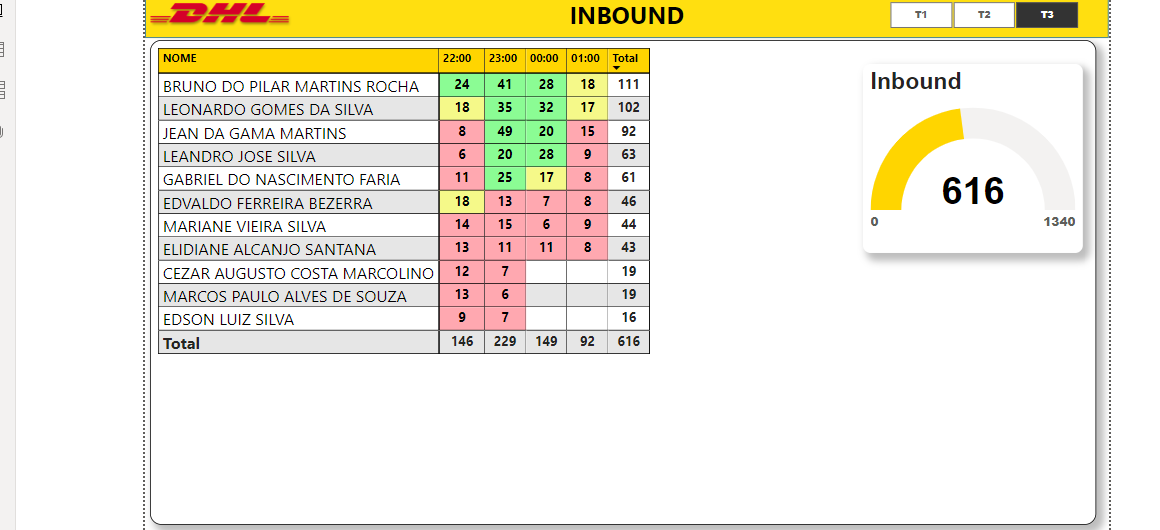 DHL INBOUND T1 T2 T3
NOME 22:00 23:00 00:00 01:00 Total
BRUNO DO PILAR MARTINS ROCHA 24 41 28 18 111
LEONARDO GOMES DA SILVA 18 35 32 17 102
JEAN DA GAMA MARTINS 8 49 20 15 92
LEANDRO JOSE SILVA 6 20 28 9 63
GABRIEL DO NASCIMENTO FARIA 11 25 17 8 61
EDVALDO FERREIRA BEZERRA 18 13 7 8 46
MARIANE VIEIRA SILVA 14 15 6 9 44
ELIDIANE ALCANJO SANTANA 13 11 11 8 43
CEZAR AUGUSTO COSTA MARCOLINO 12 7 19
MARCOS PAULO ALVES DE SOUZA 13 6 19
EDSON LUIZ SILVA 9 7 16
Total 146 229 149 92 616
Inbound
616
0 1340